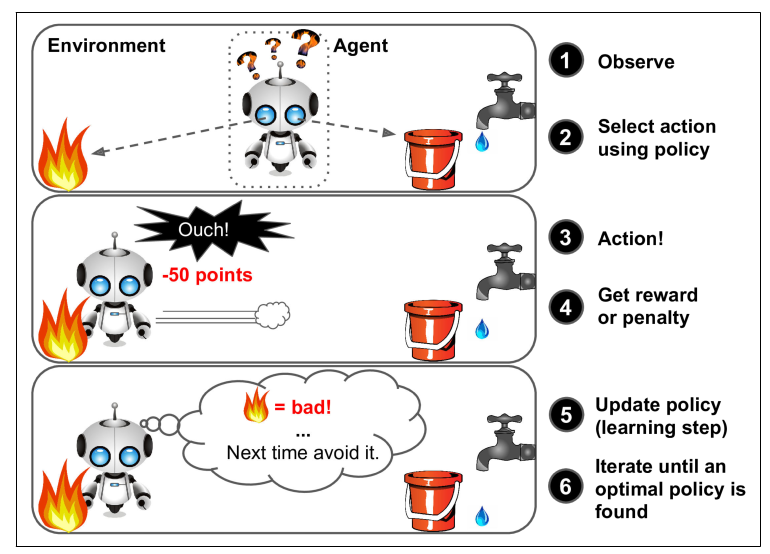 Environment
? ? ?
Agent
1 Observe
2 Select action
using policy
Ouch!
-50 points
3 Action!
4 Get reward
or penalty
= bad!
...
Next time avoid it.
5 Update policy
(learning step)
6 Iterate until an
optimal policy is
found